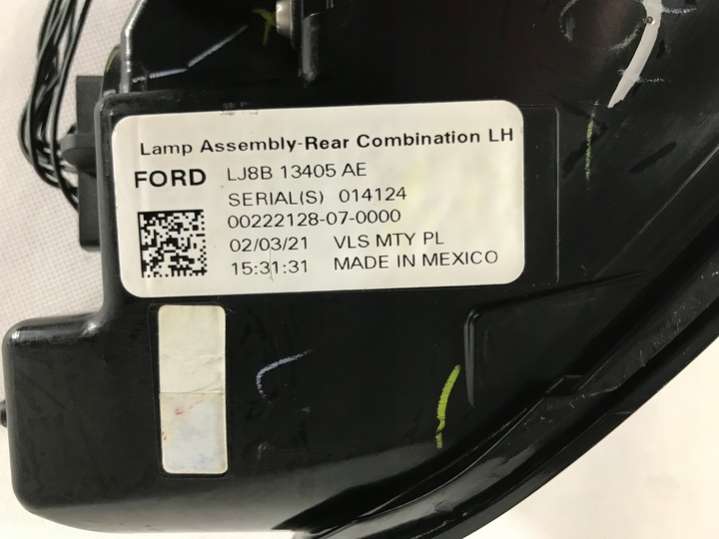 Lamp Assembly-Rear Combination LH
FORD LJ8B 13405 AE
SERIAL(S) 014124
00222128-07-0000
02/03/21 VLS MTY PL
15:31:31 MADE IN MEXICO